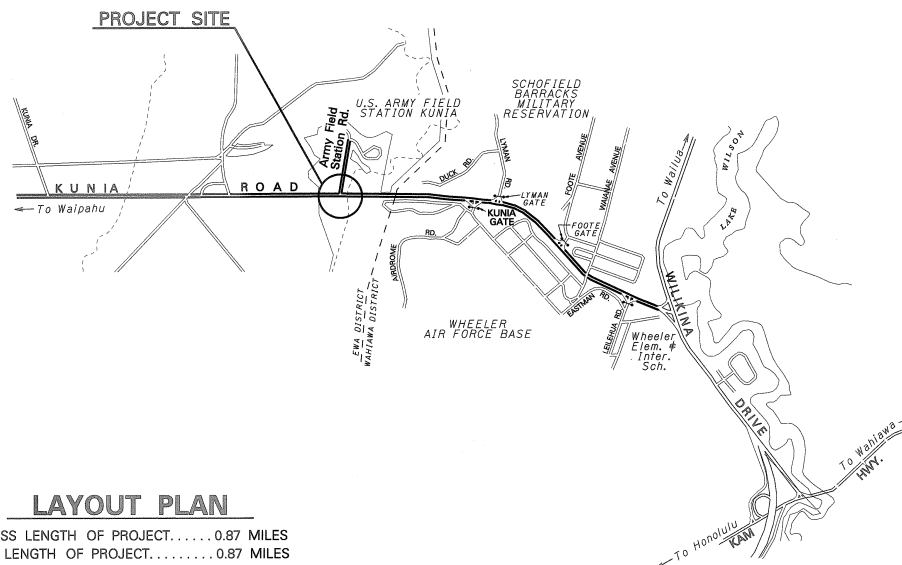 PROJECT SITE
KUNIA DR.
Army Field
Station Rd.
U.S. ARMY FIELD
STATION KUNIA
SCHOFIELD
BARRACKS
MILITARY
RESERVATION
KUNIA ROAD
To Waipahu
DUCK RD.
LYMAN RD.
LYMAN
GATE
KUNIA
GATE
FOOTE AVENUE
WAIANAE AVENUE
FOOTE
GATE
To Wailua
WILSON
LAKE
AIRDROME RD.
EWA DISTRICT
WAHIAWA DISTRICT
WHEELER
AIR FORCE BASE
EASTMAN RD.
LEILEHUA RD.
Wheeler
Elem. &
Inter.
Sch.
WILIKINA DRIVE
To Wahiawa
KAM HWY.
To Honolulu
LAYOUT PLAN
SS LENGTH OF PROJECT......0.87 MILES
LENGTH OF PROJECT.........0.87 MILES